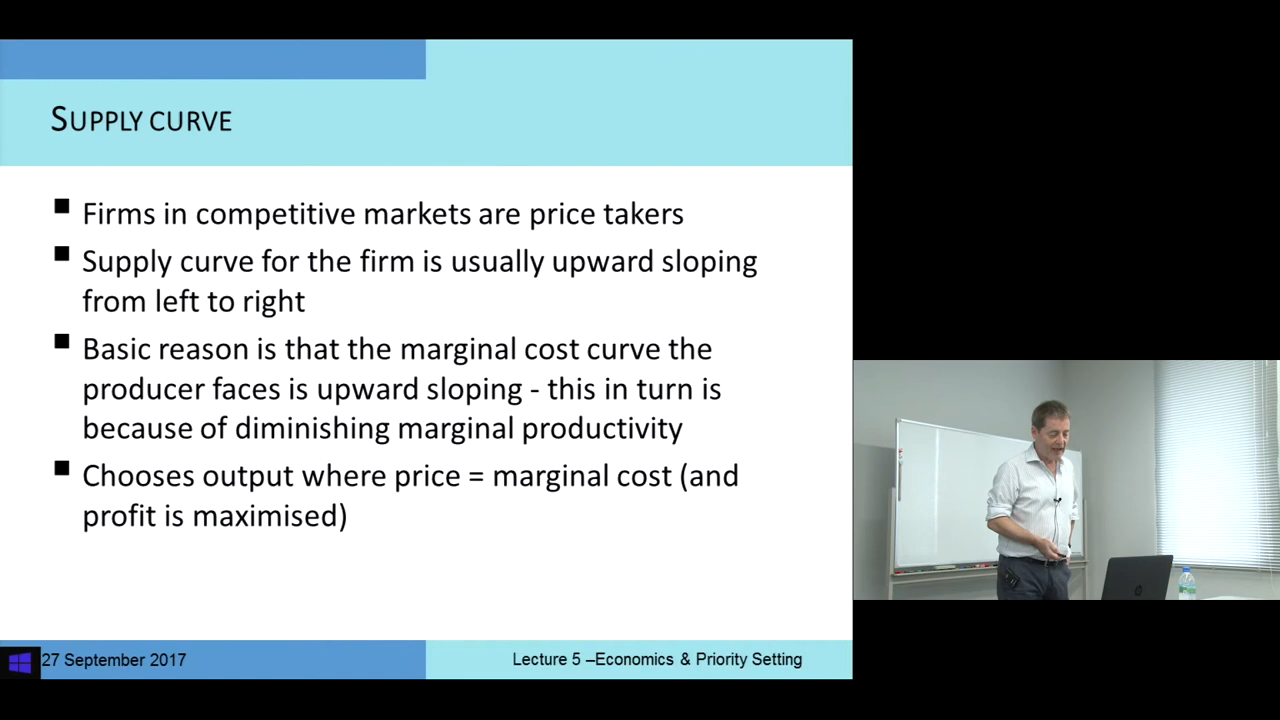 SUPPLY CURVE
■ Firms in competitive markets are price takers
■ Supply curve for the firm is usually upward sloping
from left to right
■ Basic reason is that the marginal cost curve the
producer faces is upward sloping - this in turn is
because of diminishing marginal productivity
■ Chooses output where price = marginal cost (and
profit is maximised)
27 September 2017
Lecture 5 –Economics & Priority Setting